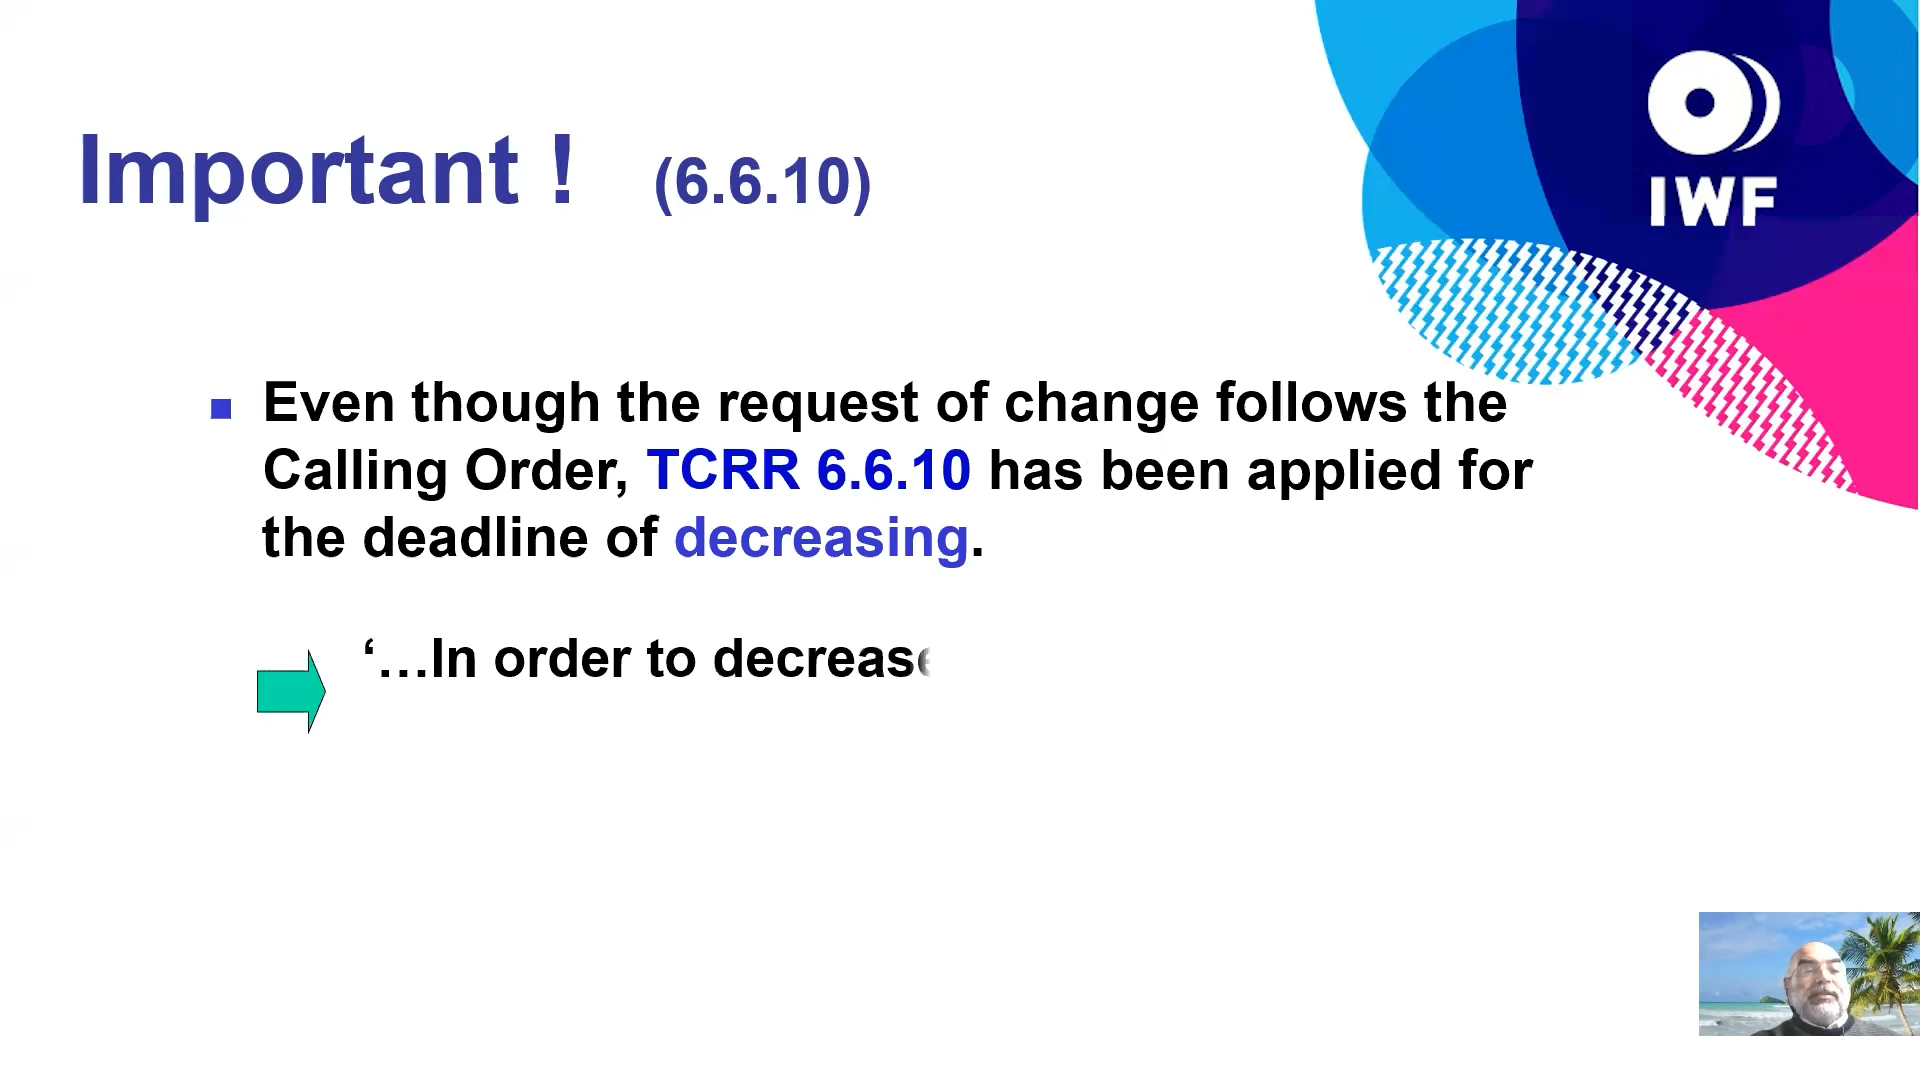 IWF
Important ! (6.6.10)
Even though the request of change follows the
Calling Order, TCRR 6.6.10 has been applied for
the deadline of decreasing.
‘…In order to decrease